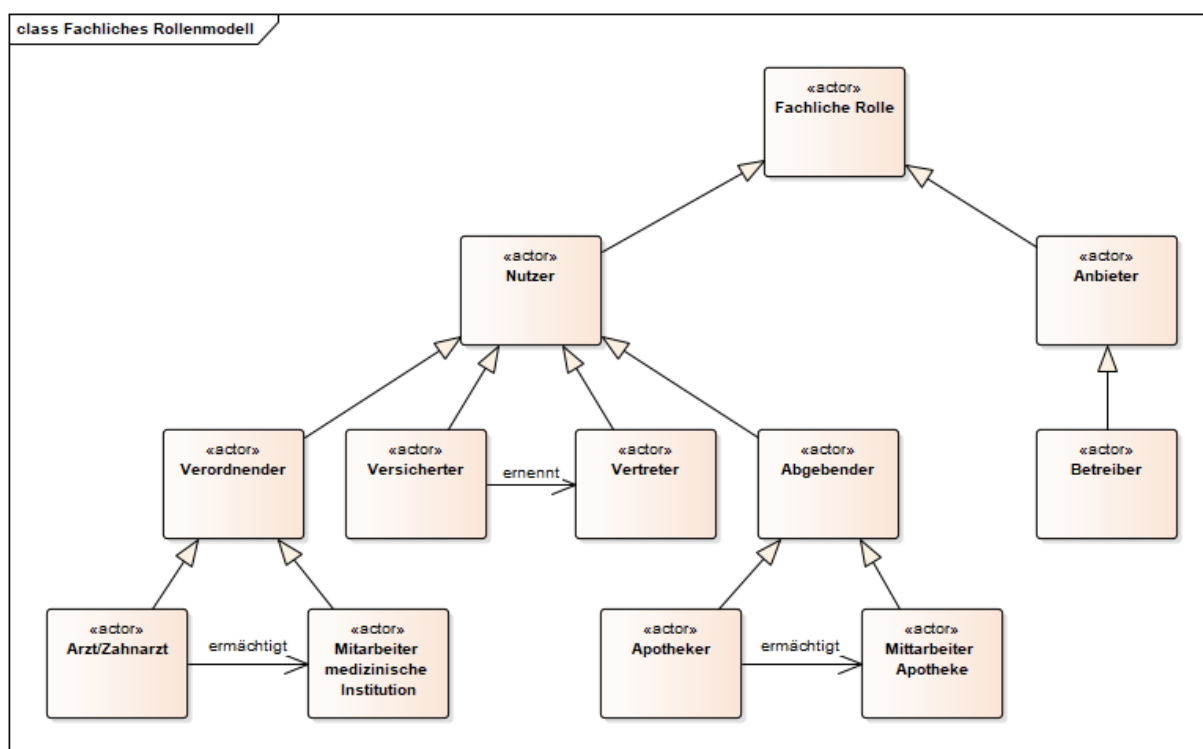 class Fachliches Rollenmodell
«actor»
Fachliche Rolle
«actor»
Nutzer
«actor»
Anbieter
«actor»
Verordnender
«actor»
Versicherter
ernennt
«actor»
Vertreter
«actor»
Abgebender
«actor»
Betreiber
«actor»
Arzt/Zahnarzt
ermächtigt
«actor»
Mitarbeiter
medizinische
Institution
«actor»
Apotheker
ermächtigt
«actor»
Mittarbeiter
Apotheke